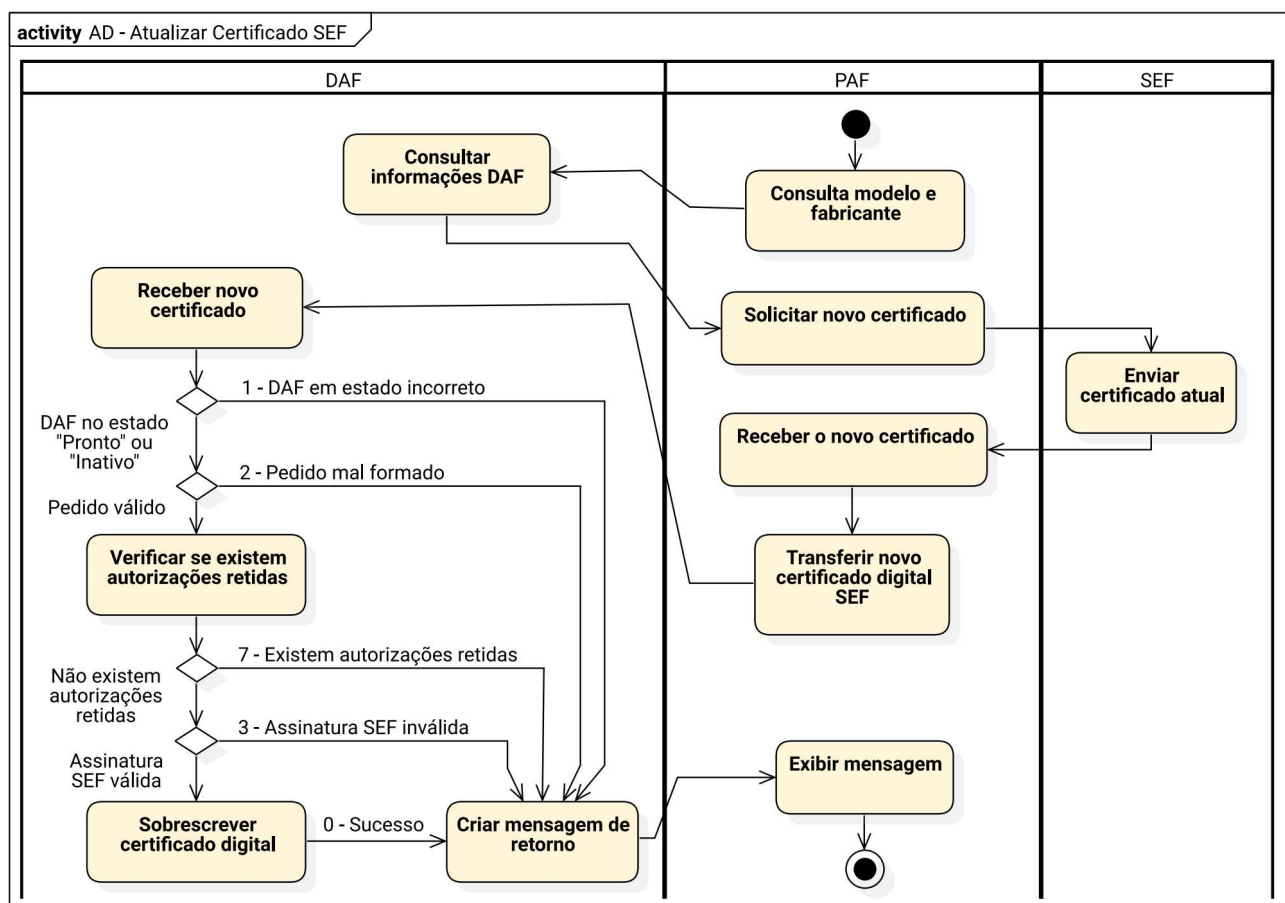 activity AD - Atualizar Certificado SEF
DAF
PAF
SEF
Consulta modelo e
fabricante
Consultar
informações DAF
Solicitar novo certificado
Enviar
certificado atual
Receber o novo certificado
Transferir novo
certificado digital
SEF
Receber novo
certificado
1 - DAF em estado incorreto
DAF no estado
"Pronto" ou
"Inativo"
2 - Pedido mal formado
Pedido válido
Verificar se existem
autorizações retidas
7 - Existem autorizações retidas
Não existem
autorizações
retidas
3 - Assinatura SEF inválida
Assinatura
SEF válida
Sobrescrever
certificado digital
0 - Sucesso
Criar mensagem de
retorno
Exibir mensagem